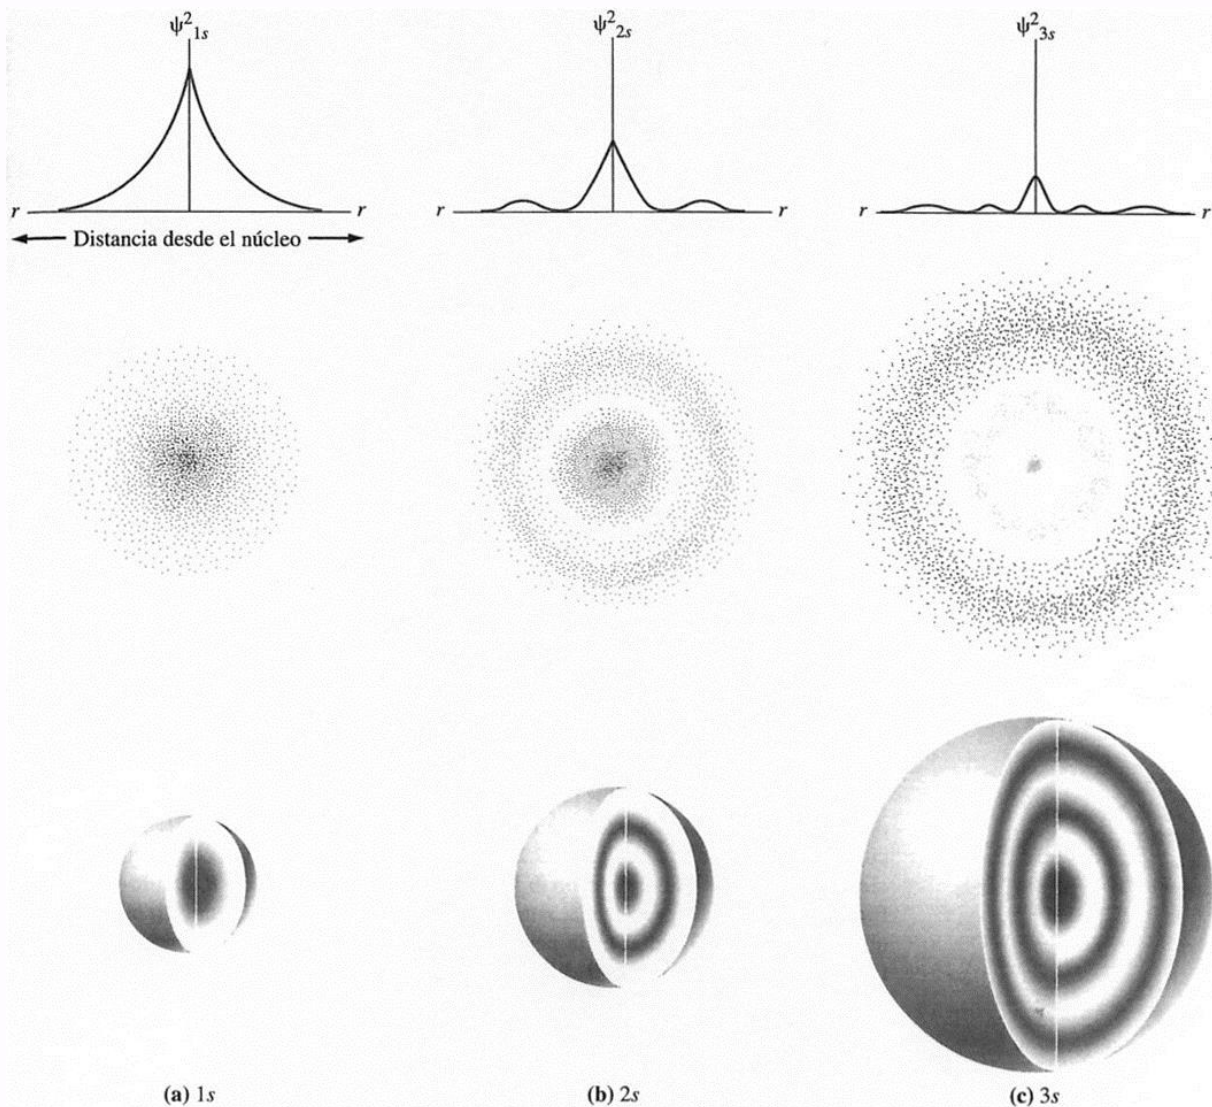 ψ²1s
ψ²2s
ψ²3s
r r r r r r
Distancia desde el núcleo
(a) 1s
(b) 2s
(c) 3s